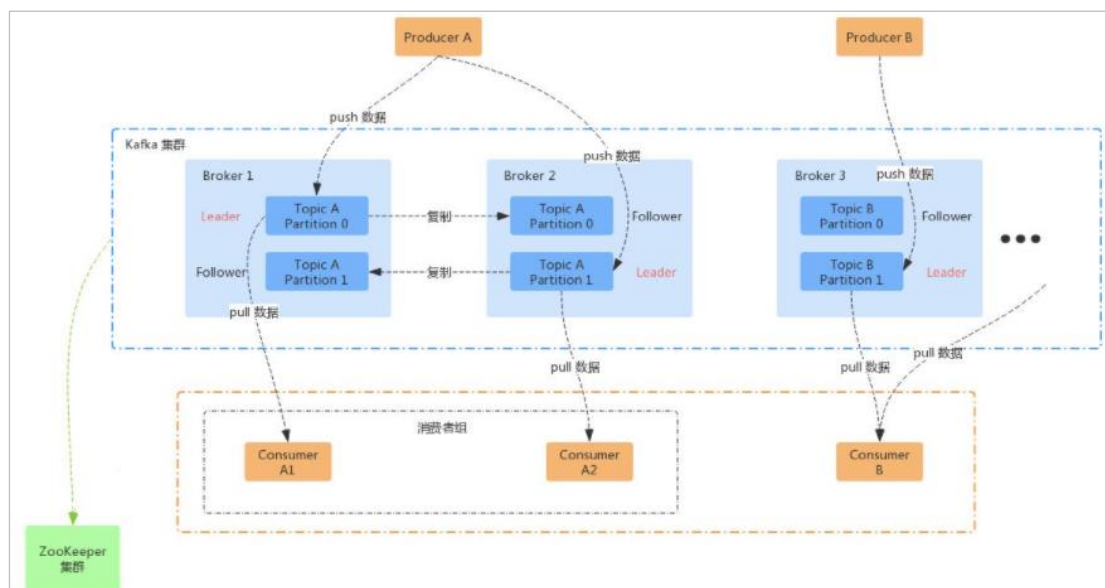 Producer A
Producer B
push 数据
Kafka 集群
push 数据
push 数据
Broker 1
Broker 2
Broker 3
Leader
Topic A
Partition 0
复制
Topic A
Partition 0
Follower
Topic B
Partition 0
Follower
Follower
Topic A
Partition 1
复制
Topic A
Partition 1
Leader
Topic B
Partition 1
Leader
pull 数据
pull 数据
pull 数据
pull 数据
消费者组
Consumer
A1
Consumer
A2
Consumer
B
ZooKeeper
集群